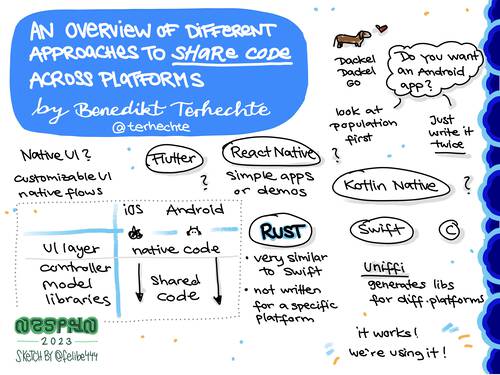 AN OVERVIEW OF DIFFERENT
APPROACHES TO SHARE CODE
ACROSS PLATFORMS
by Benedikt Terhechte
@terhechte
Dackel
Dackel
GO
Do you want
an Android
app?
look at
population
first
Just
write it
twice
Native UI?
customizable UI
native flows
Flutter
?
React Native
Simple apps
or demos
Kotlin Native
?
iOS Android
UI layer
native code
controller
model
libraries
Shared
code
RUST
• very similar
to Swift
• not written
for a specific
platform
Swift
C
Uniffi
generates libs
for diff. platforms
it works!
we're using it!
NSSPAIN
2023
SKETCH BY @felibe444